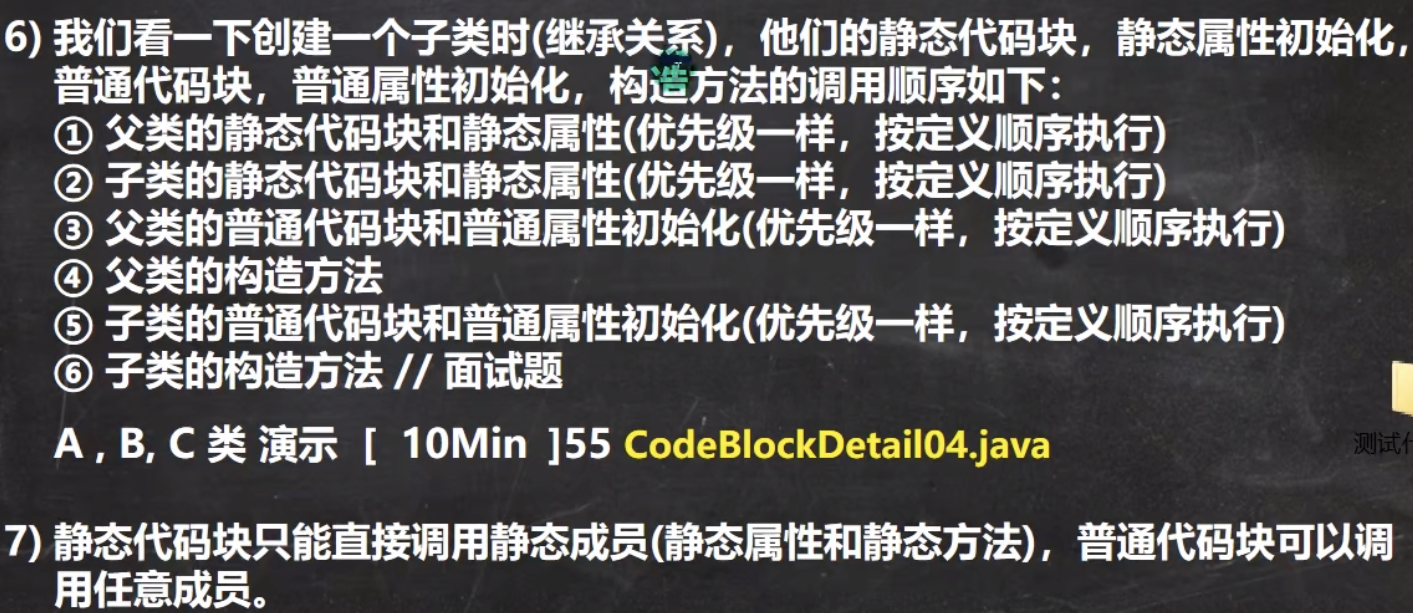 6) 我们看一下创建一个子类时(继承关系)，他们的静态代码块，静态属性初始化，
普通代码块，普通属性初始化，构造方法的调用顺序如下：
① 父类的静态代码块和静态属性(优先级一样，按定义顺序执行)
② 子类的静态代码块和静态属性(优先级一样，按定义顺序执行)
③ 父类的普通代码块和普通属性初始化(优先级一样，按定义顺序执行)
④ 父类的构造方法
⑤ 子类的普通代码块和普通属性初始化(优先级一样，按定义顺序执行)
⑥ 子类的构造方法 // 面试题
A , B, C 类 演示 [ 10Min ]55 CodeBlockDetail04.java
测试
7) 静态代码块只能直接调用静态成员(静态属性和静态方法)，普通代码块可以调
用任意成员。